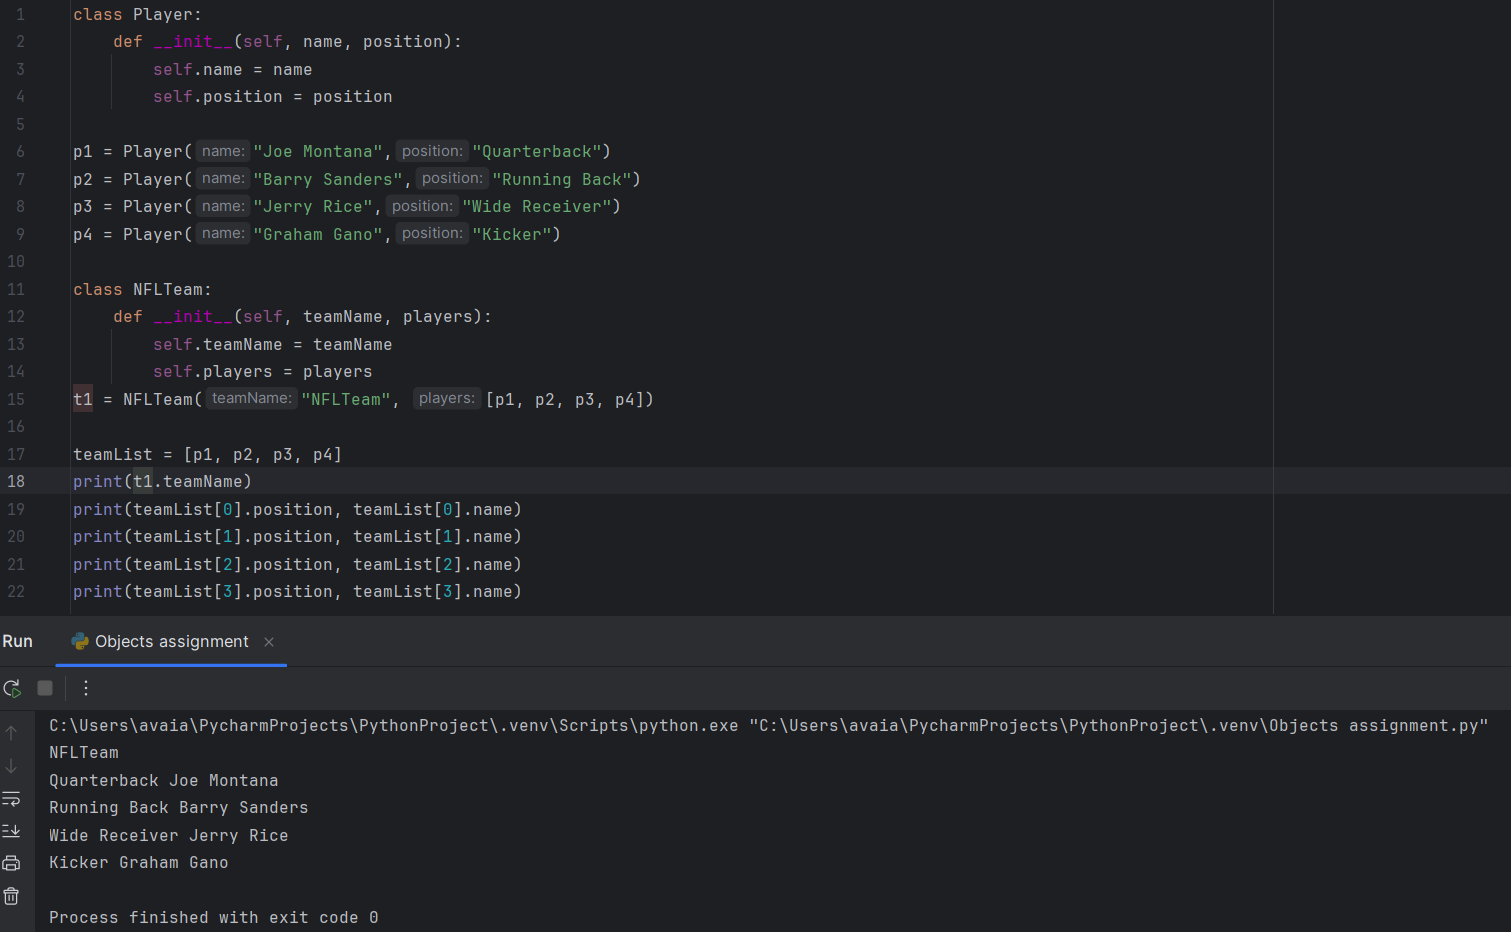 1 class Player:
2 def __init__(self, name, position):
3 self.name = name
4 self.position = position
5
6 p1 = Player( name: "Joe Montana", position: "Quarterback")
7 p2 = Player( name: "Barry Sanders", position: "Running Back")
8 p3 = Player( name: "Jerry Rice", position: "Wide Receiver")
9 p4 = Player( name: "Graham Gano", position: "Kicker")
10
11 class NFLTeam:
12 def __init__(self, teamName, players):
13 self.teamName = teamName
14 self.players = players
15 t1 = NFLTeam( teamName: "NFLTeam", players: [p1, p2, p3, p4])
16
17 teamList = [p1, p2, p3, p4]
18 print(t1.teamName)
19 print(teamList[0].position, teamList[0].name)
20 print(teamList[1].position, teamList[1].name)
21 print(teamList[2].position, teamList[2].name)
22 print(teamList[3].position, teamList[3].name)
Run Objects assignment
C:\Users\avaia\PycharmProjects\PythonProject\.venv\Scripts\python.exe "C:\Users\avaia\PycharmProjects\PythonProject\.venv\Objects assignment.py"
NFLTeam
Quarterback Joe Montana
Running Back Barry Sanders
Wide Receiver Jerry Rice
Kicker Graham Gano
Process finished with exit code 0